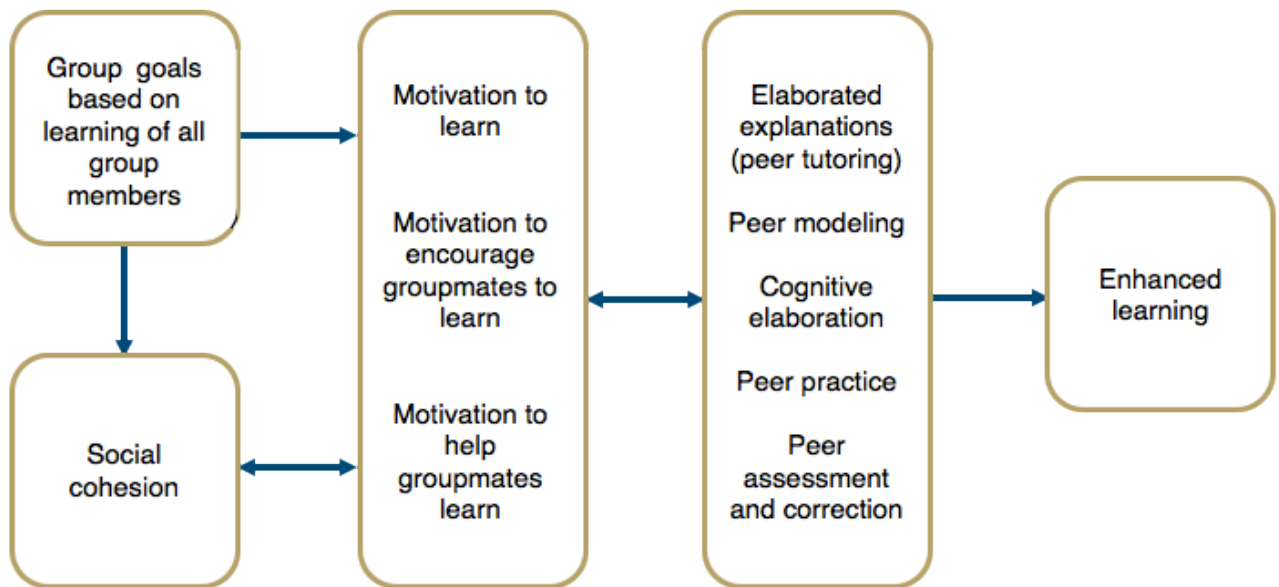 Group goals
based on
learning of all
group
members
Social
cohesion
Motivation to
learn
Motivation to
encourage
groupmates to
learn
Motivation to
help
groupmates
learn
Elaborated
explanations
(peer tutoring)
Peer modeling
Cognitive
elaboration
Peer practice
Peer
assessment
and correction
Enhanced
learning